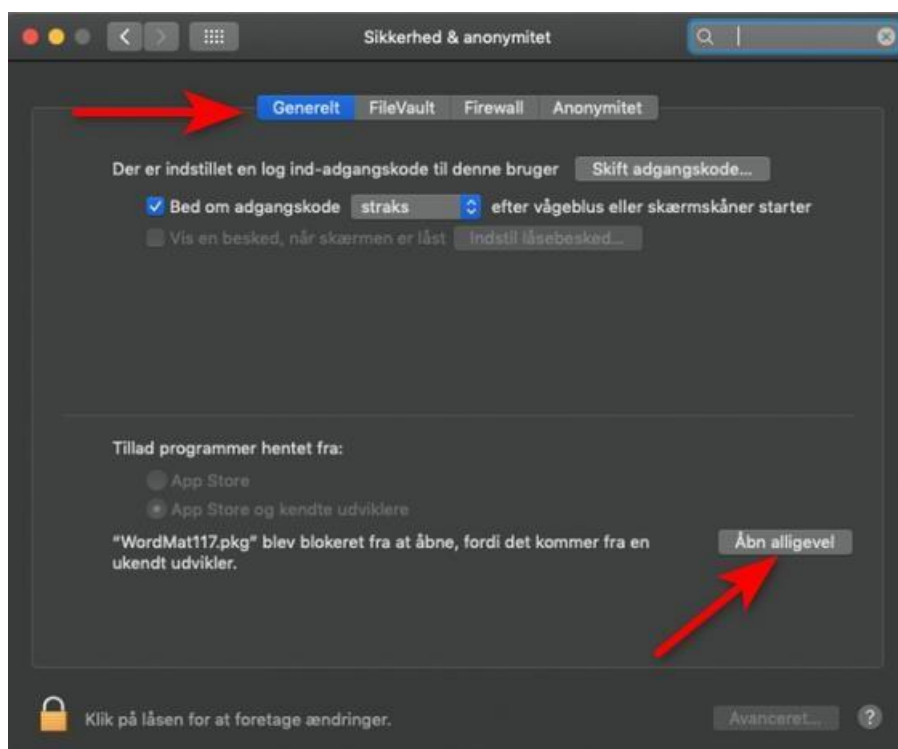 Sikkerhed & anonymitet
Generelt FileVault Firewall Anonymitet
Der er indstillet en log ind-adgangskode til denne bruger Skift adgangskode...
Bed om adgangskode straks efter vågeblus eller skærmskåner starter
Vis en besked, når skærmen er låst Indstil låsebesked...
Tillad programmer hentet fra:
App Store
App Store og kendte udviklere
"WordMat117.pkg" blev blokeret fra at åbne, fordi det kommer fra en
ukendt udvikler.
Åbn alligevel
Klik på låsen for at foretage ændringer.
Avanceret... ?